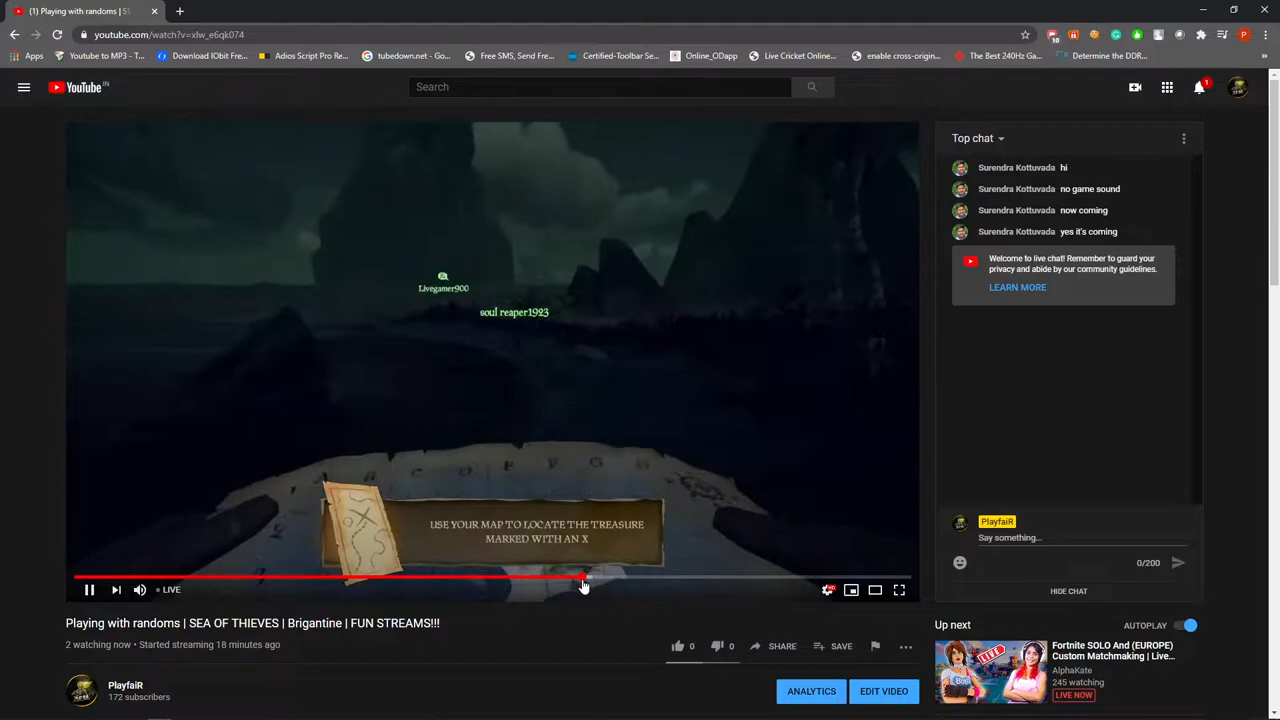 (1) Playing with randoms | S
youtube.com/watch?v=xIw_e6qk074
10
P
Apps
Youtube to MP3 - T...
Download IObit Firef...
Adios Script Pro Re...
tubedown.net - Go...
Free SMS, Send Fre...
Certified-Toolbar Se...
Online_ODapp
Live Cricket Online...
enable cross-origin...
The Best 240Hz Ga...
Determine the DDR...
YouTube IN
Search
1
Top chat
Surendra Kottuvada hi
Surendra Kottuvada no game sound
Surendra Kottuvada now coming
Surendra Kottuvada yes it's coming
Welcome to live chat! Remember to guard your
privacy and abide by our community guidelines.
LEARN MORE
Livegamer900
soul reaper1923
USE YOUR MAP TO LOCATE THE TREASURE
MARKED WITH AN X
PlayfaiR
Say something...
0/200
HIDE CHAT
LIVE
HD
Playing with randoms | SEA OF THIEVES | Brigantine | FUN STREAMS!!!
2 watching now • Started streaming 18 minutes ago
0
0
SHARE
SAVE
PlayfaiR
172 subscribers
ANALYTICS
EDIT VIDEO
Up next
AUTOPLAY
LIVE
Fortnite SOLO And (EUROPE)
Custom Matchmaking | Live...
AlphaKate
245 watching
LIVE NOW